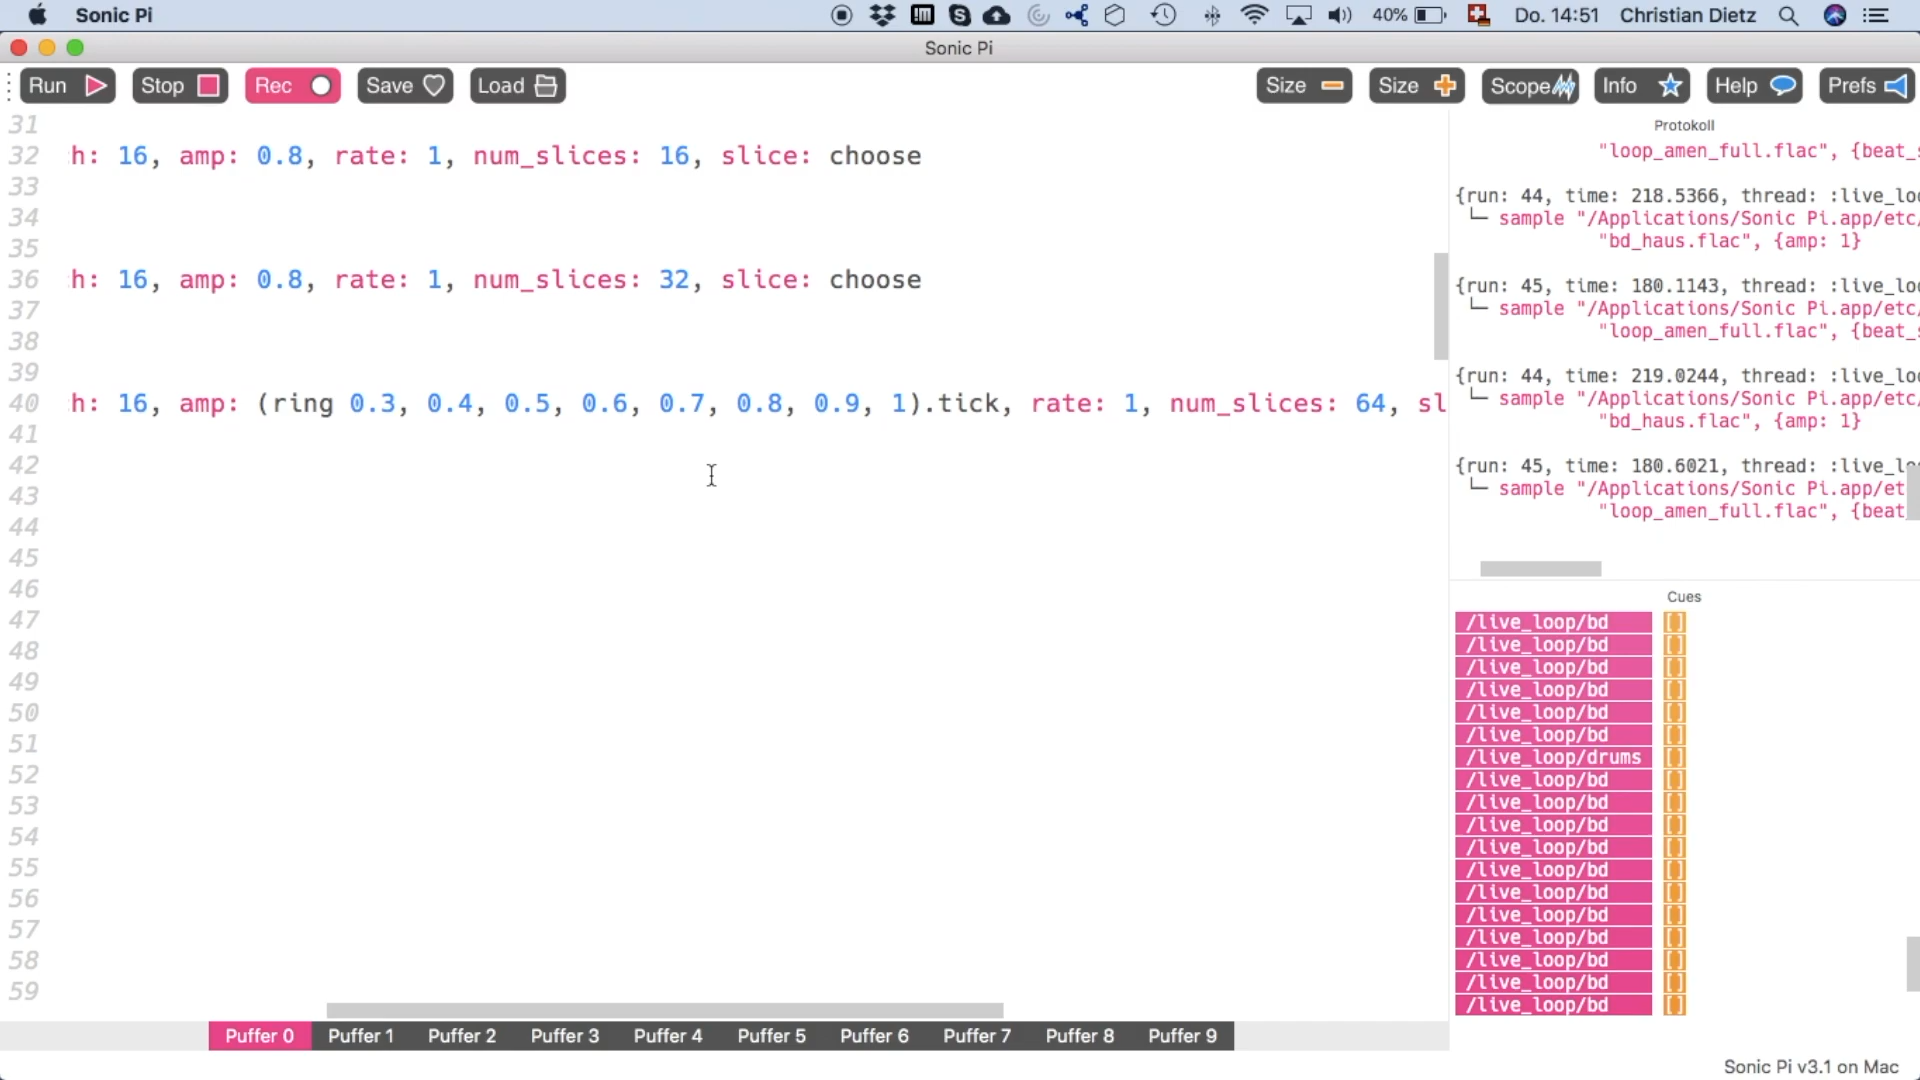 Sonic Pi
40%
Do. 14:51
Christian Dietz
Sonic Pi
Run
Stop
Rec
Save
Load
Size
Size
Scope
Info
Help
Prefs
31
32 h: 16, amp: 0.8, rate: 1, num_slices: 16, slice: choose
33
34
35
36 h: 16, amp: 0.8, rate: 1, num_slices: 32, slice: choose
37
38
39
40 h: 16, amp: (ring 0.3, 0.4, 0.5, 0.6, 0.7, 0.8, 0.9, 1).tick, rate: 1, num_slices: 64, sl
41
42
43
44
45
46
47
48
49
50
51
52
53
54
55
56
57
58
59
Protokoll
"loop_amen_full.flac", {beat_s
{run: 44, time: 218.5366, thread: :live_loo
└─ sample "/Applications/Sonic Pi.app/etc/
"bd_haus.flac", {amp: 1}
{run: 45, time: 180.1143, thread: :live_loo
└─ sample "/Applications/Sonic Pi.app/etc/
"loop_amen_full.flac", {beat_s
{run: 44, time: 219.0244, thread: :live_loo
└─ sample "/Applications/Sonic Pi.app/etc/
"bd_haus.flac", {amp: 1}
{run: 45, time: 180.6021, thread: :live_lo
└─ sample "/Applications/Sonic Pi.app/et
"loop_amen_full.flac", {beat_
Cues
/live_loop/bd []
/live_loop/bd []
/live_loop/bd []
/live_loop/bd []
/live_loop/bd []
/live_loop/bd []
/live_loop/drums []
/live_loop/bd []
/live_loop/bd []
/live_loop/bd []
/live_loop/bd []
/live_loop/bd []
/live_loop/bd []
/live_loop/bd []
/live_loop/bd []
/live_loop/bd []
/live_loop/bd []
/live_loop/bd []
Puffer 0
Puffer 1
Puffer 2
Puffer 3
Puffer 4
Puffer 5
Puffer 6
Puffer 7
Puffer 8
Puffer 9
Sonic Pi v3.1 on Mac